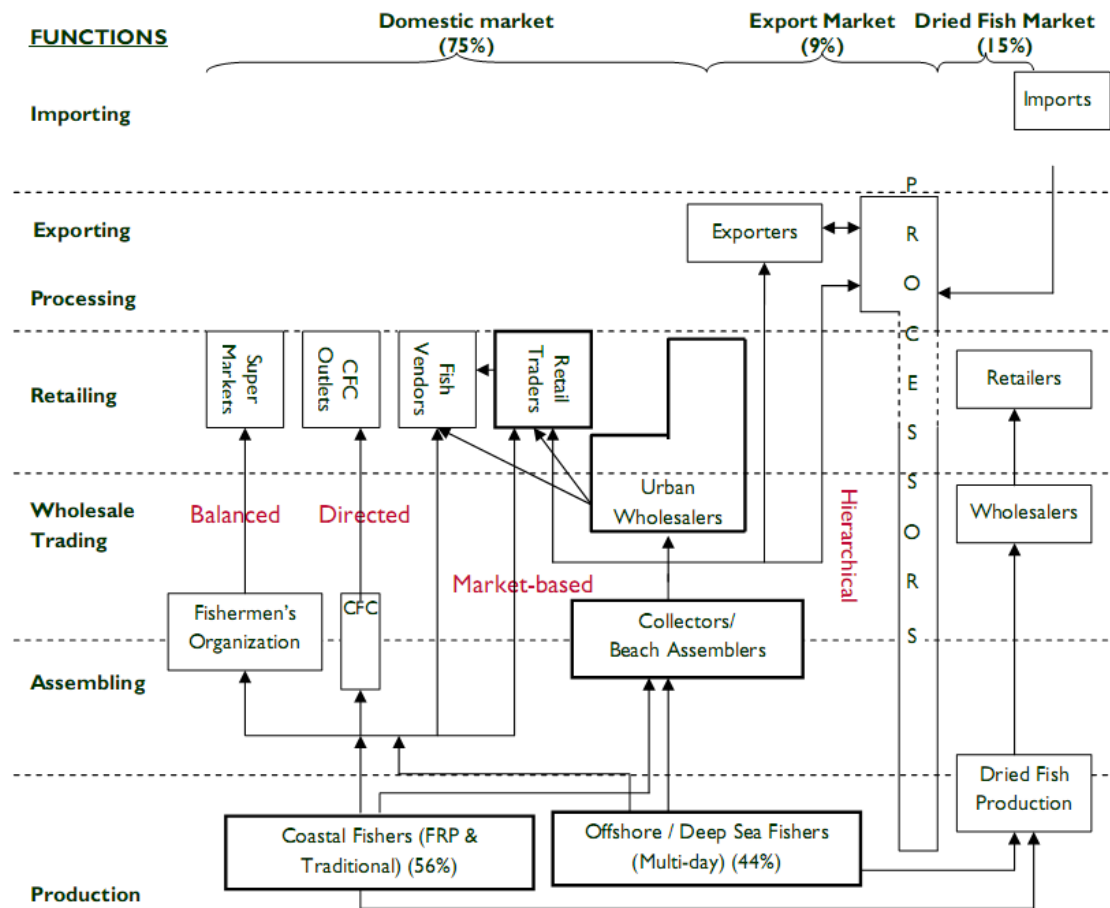 FUNCTIONS
Domestic market
(75%)
Export Market
(9%)
Dried Fish Market
(15%)
Importing
Imports
Exporting
Exporters
Processing
PROCESSORS
Retailing
Super
Markets
CFC
Outlets
Fish
Vendors
Retail
Traders
Retailers
Wholesale
Trading
Balanced
Directed
Market-based
Urban
Wholesalers
Hierarchical
Wholesalers
Fishermen's
Organization
CFC
Collectors/
Beach Assemblers
Assembling
Dried Fish
Production
Coastal Fishers (FRP &
Traditional) (56%)
Offshore / Deep Sea Fishers
(Multi-day) (44%)
Production